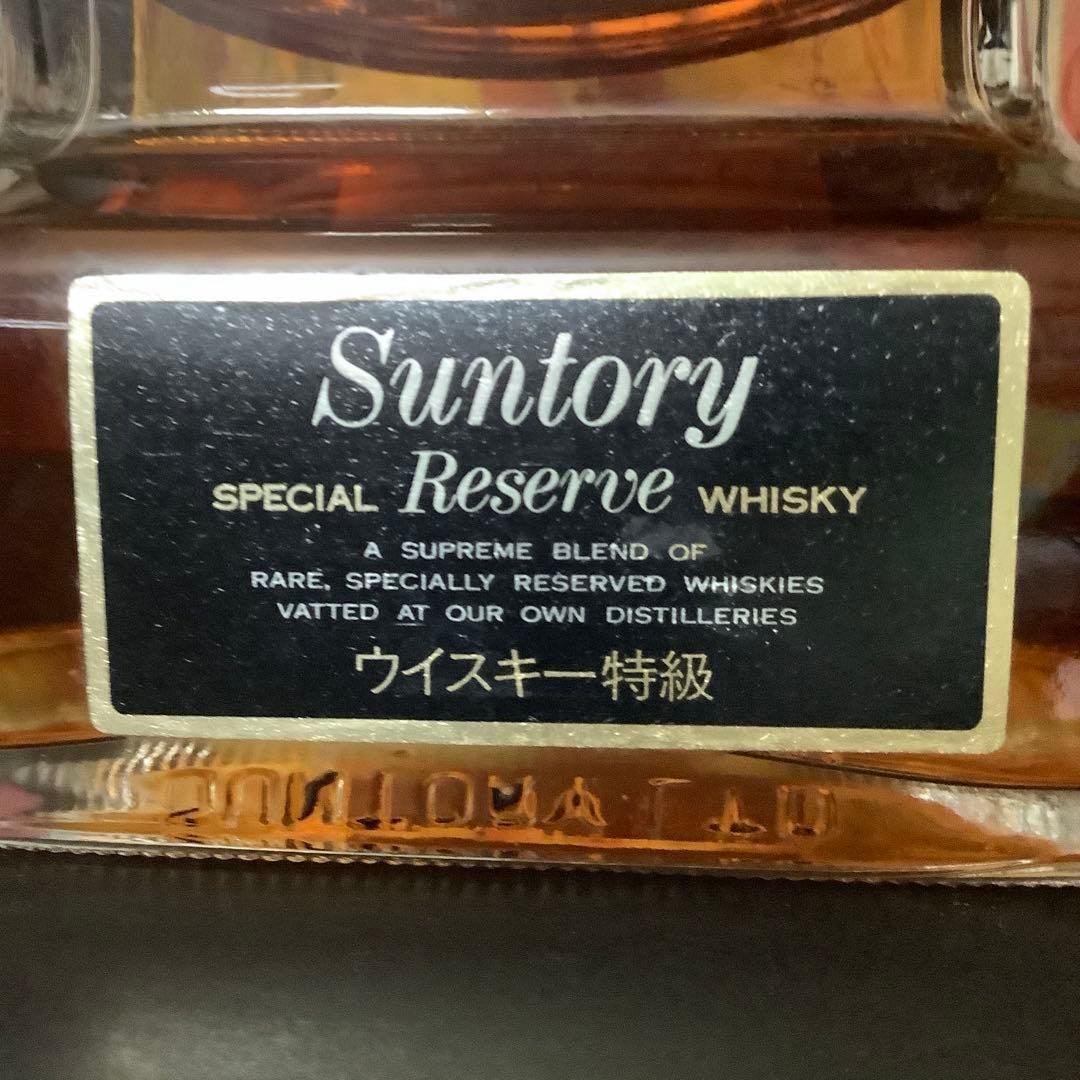 Suntory
SPECIAL Reserve WHISKY
A SUPREME BLEND OF
RARE, SPECIALLY RESERVED WHISKIES
VATTED AT OUR OWN DISTILLERIES
ウイスキー特級